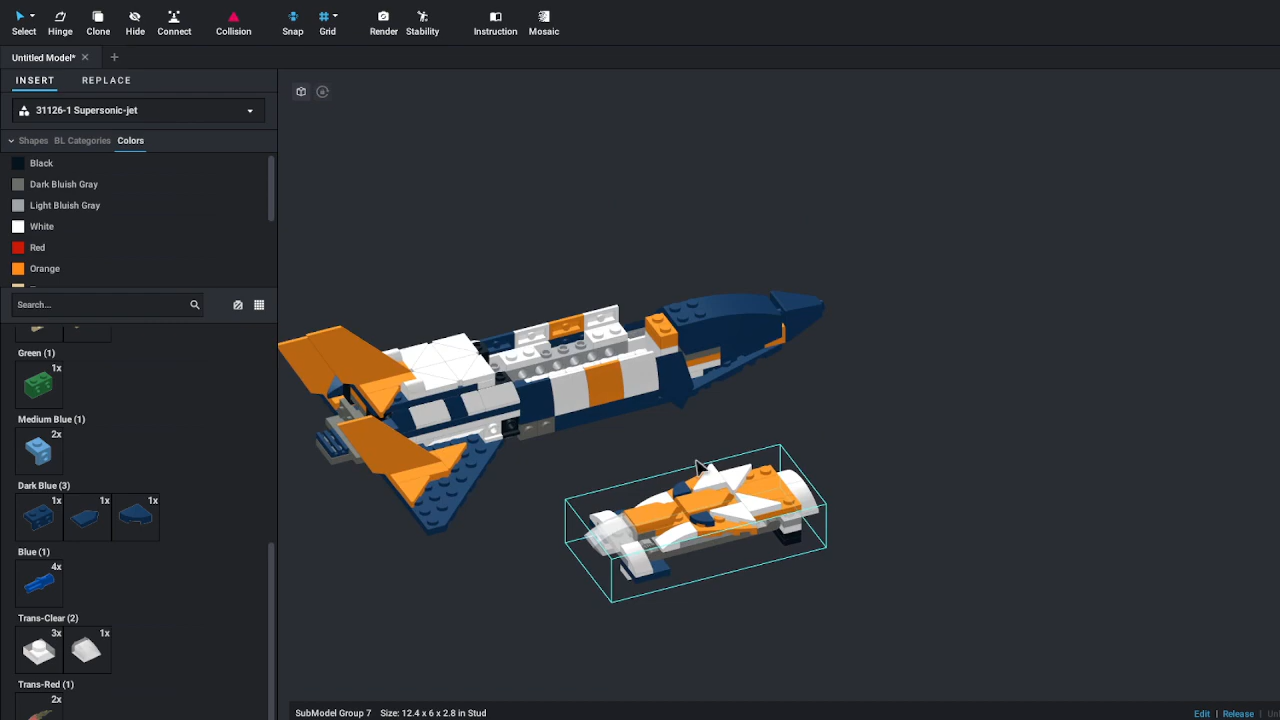 Select Hinge Clone Hide Connect Collision Snap Grid Render Stability Instruction Mosaic
Untitled Model*
INSERT REPLACE
31126-1 Supersonic-jet
Shapes BL Categories Colors
Black
Dark Bluish Gray
Light Bluish Gray
White
Red
Orange
Search...
Green (1)
1x
Medium Blue (1)
2x
Dark Blue (3)
1x 1x 1x
Blue (1)
4x
Trans-Clear (2)
3x 1x
Trans-Red (1)
2x
SubModel Group 7 Size: 12.4 x 6 x 2.8 in Stud
Edit | Release |